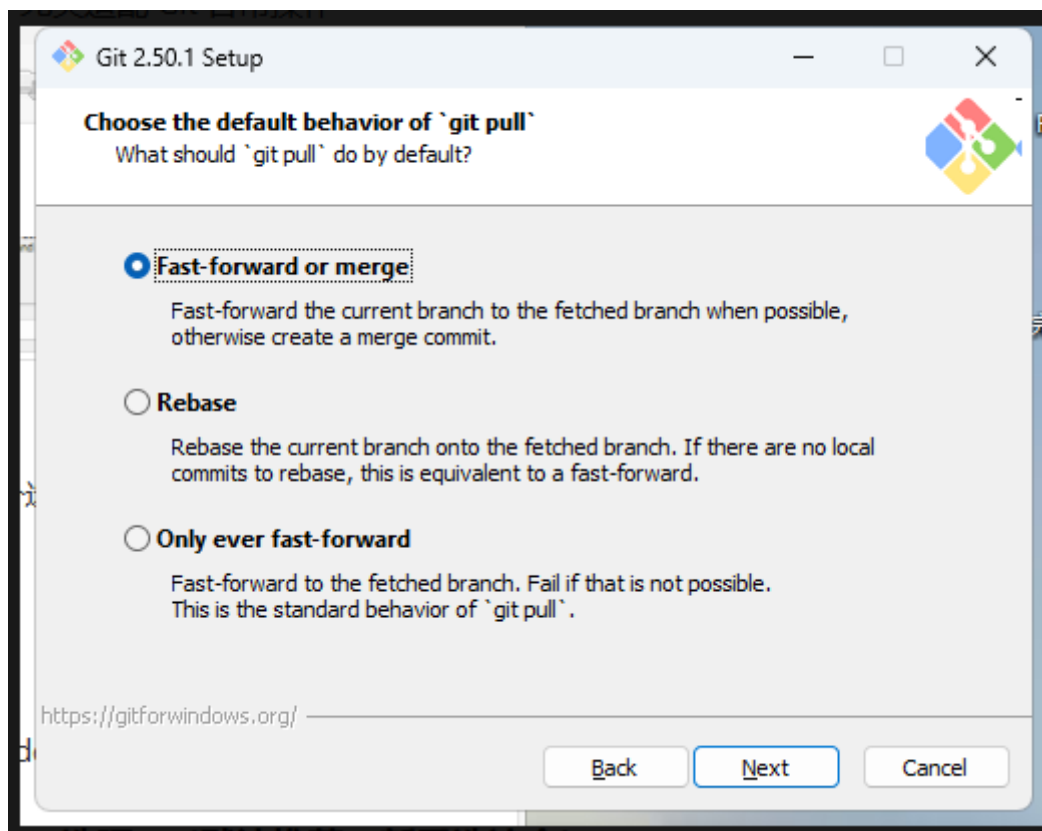 Git 2.50.1 Setup
Choose the default behavior of `git pull`
What should `git pull` do by default?
Fast-forward or merge
Fast-forward the current branch to the fetched branch when possible,
otherwise create a merge commit.
Rebase
Rebase the current branch onto the fetched branch. If there are no local
commits to rebase, this is equivalent to a fast-forward.
Only ever fast-forward
Fast-forward to the fetched branch. Fail if that is not possible.
This is the standard behavior of `git pull`.
https://gitforwindows.org/
Back
Next
Cancel